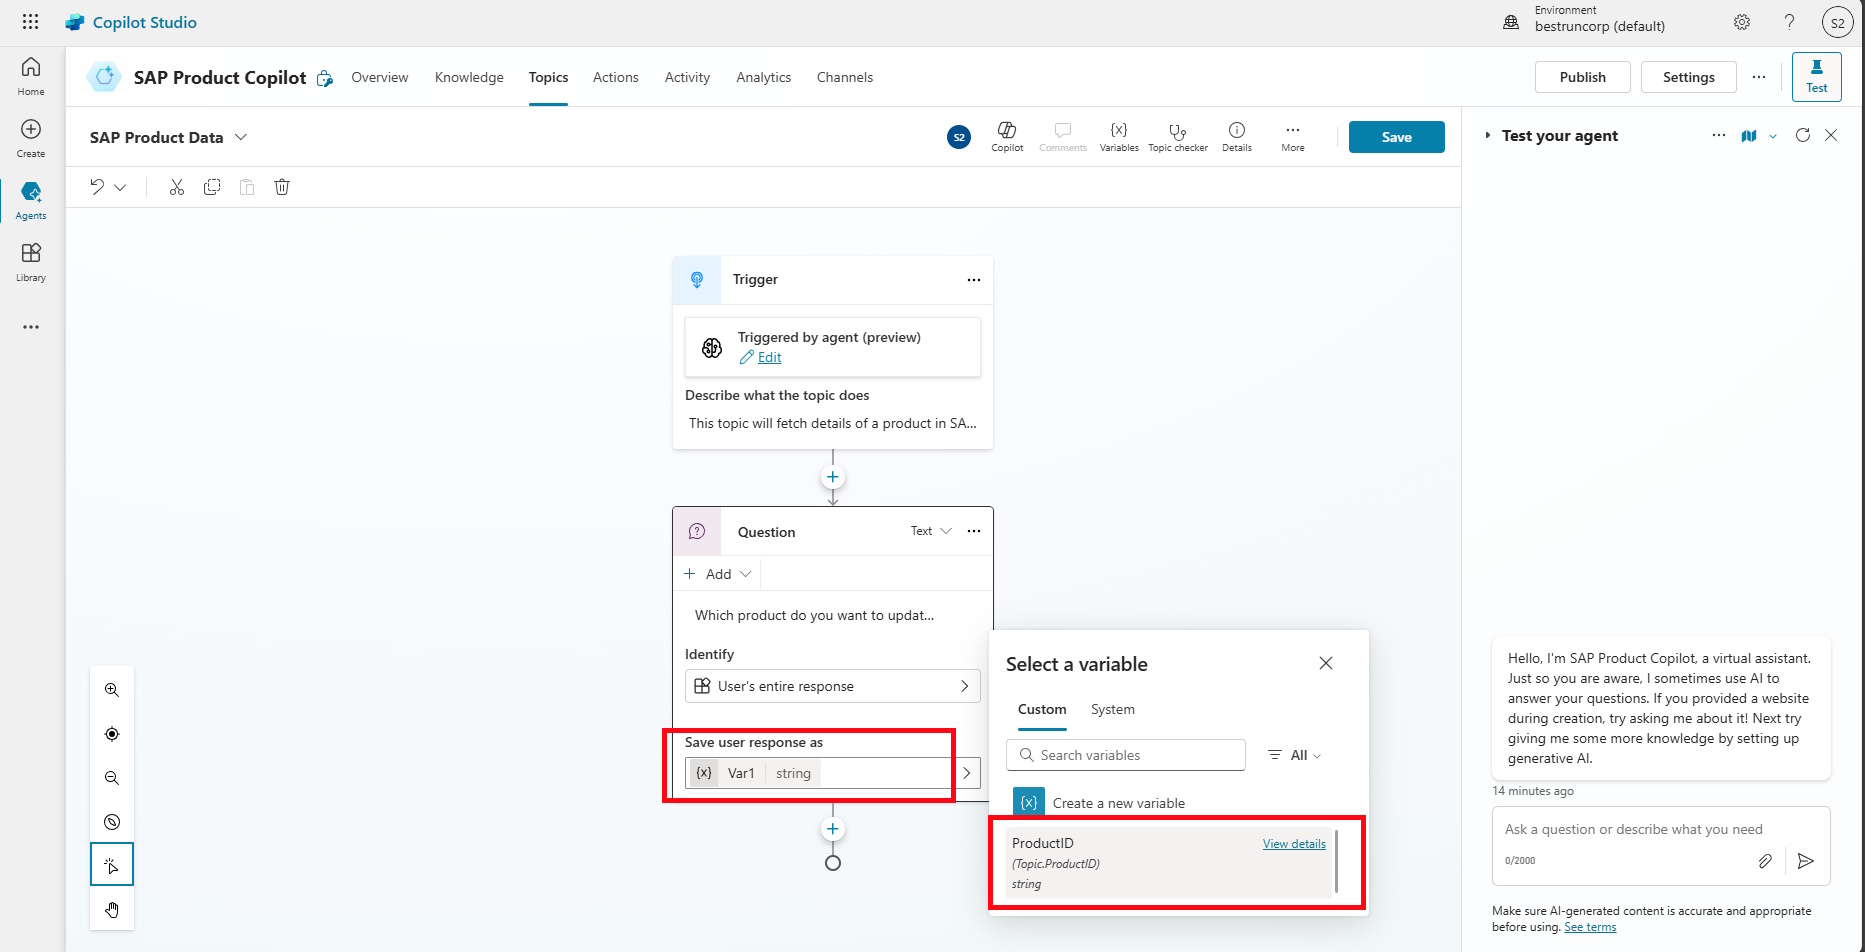 Copilot Studio
Environment
bestruncorp (default)
S2
Home
Create
Agents
Library
SAP Product Copilot
Overview
Knowledge
Topics
Actions
Activity
Analytics
Channels
Publish
Settings
Test
SAP Product Data
S2
Copilot
Comments
{x}
Variables
Topic checker
Details
More
Save
Test your agent
Trigger
Triggered by agent (preview)
Edit
Describe what the topic does
This topic will fetch details of a product in SA...
Question
Text
Add
Which product do you want to updat...
Identify
User's entire response
Save user response as
{x} Var1 string
Select a variable
Custom
System
Search variables
All
{x} Create a new variable
ProductID
View details
(Topic.ProductID)
string
Hello, I'm SAP Product Copilot, a virtual assistant.
Just so you are aware, I sometimes use AI to
answer your questions. If you provided a website
during creation, try asking me about it! Next try
giving me some more knowledge by setting up
generative AI.
14 minutes ago
Ask a question or describe what you need
0/2000
Make sure AI-generated content is accurate and appropriate
before using. See terms